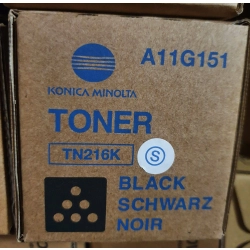 A11G151
KONICA MINOLTA
TONER
TN216K
S
BLACK
SCHWARZ
NOIR